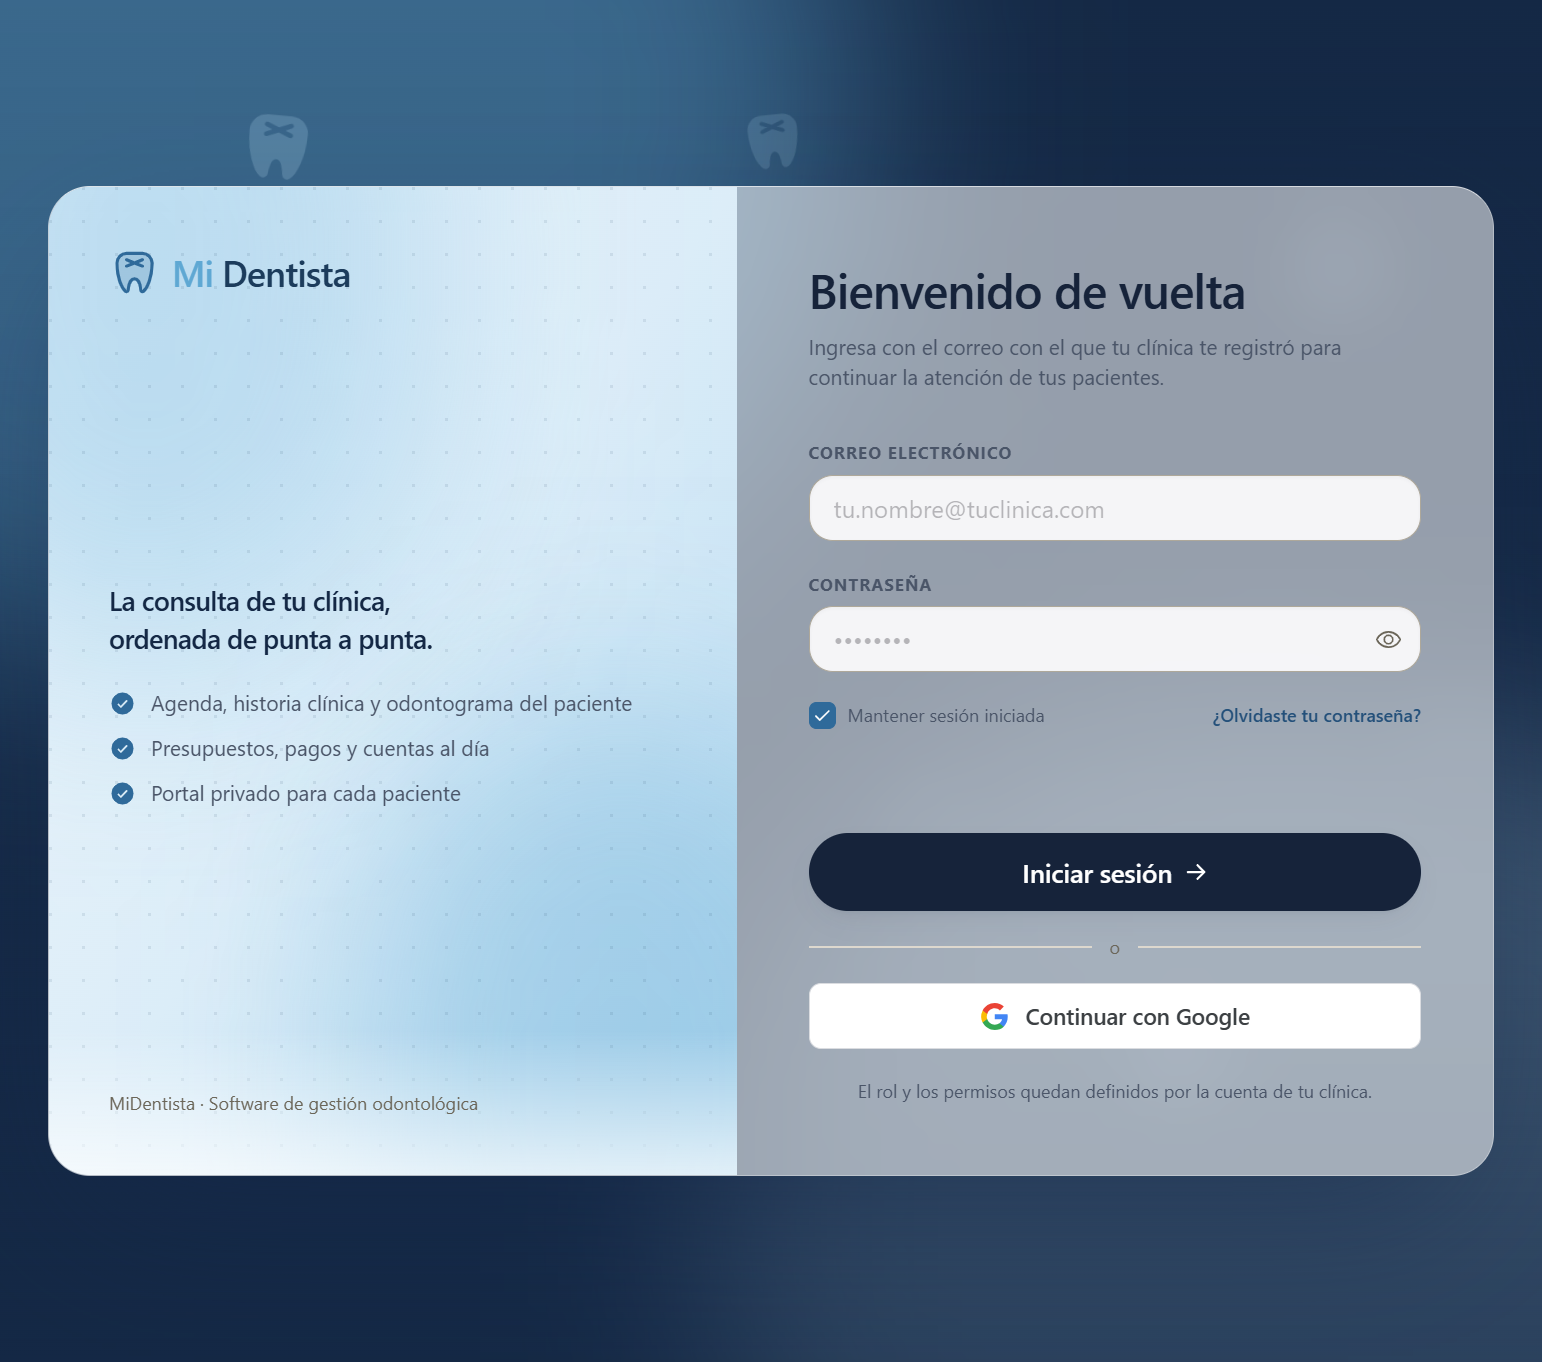 Mi Dentista
La consulta de tu clínica,
ordenada de punta a punta.
Agenda, historia clínica y odontograma del paciente
Presupuestos, pagos y cuentas al día
Portal privado para cada paciente
MiDentista · Software de gestión odontológica
Bienvenido de vuelta
Ingresa con el correo con el que tu clínica te registró para
continuar la atención de tus pacientes.
CORREO ELECTRÓNICO
tu.nombre@tuclinica.com
CONTRASEÑA
••••••••
Mantener sesión iniciada
¿Olvidaste tu contraseña?
Iniciar sesión →
o
Continuar con Google
El rol y los permisos quedan definidos por la cuenta de tu clínica.